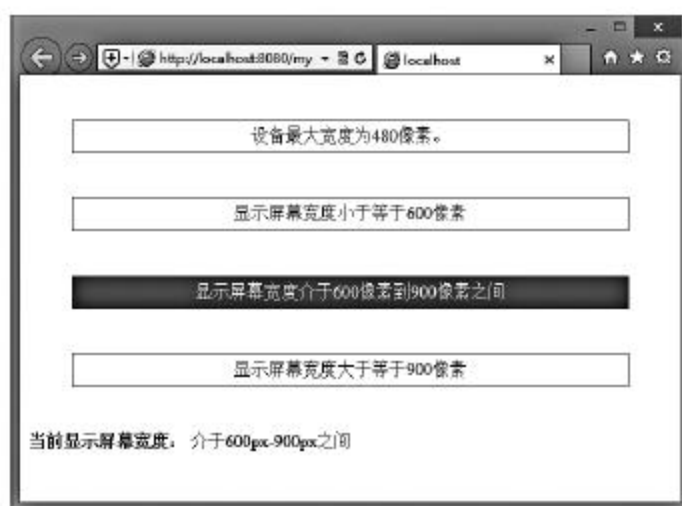 http://localhost:8080/my
localhost
设备最大宽度为480像素。
显示屏幕宽度小于等于600像素
显示屏幕宽度介于600像素到900像素之间
显示屏幕宽度大于等于900像素
当前显示屏幕宽度： 介于600px-900px之间